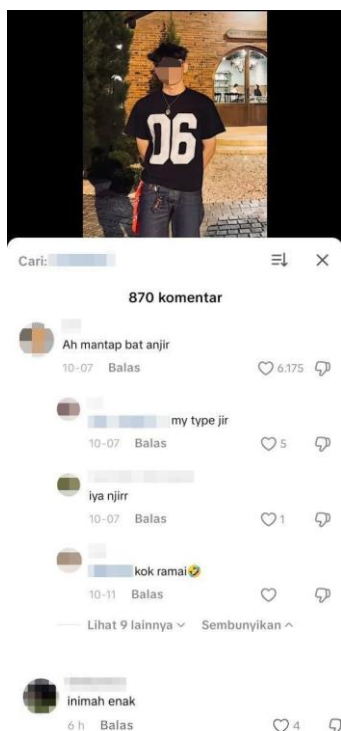 06
Cari:
870 komentar
Ah mantap bat anjir
10-07 Balas 6.175
my type jir
10-07 Balas 5
iya njirr
10-07 Balas 1
kok ramai🤣
10-11 Balas
Lihat 9 lainnya Sembunyikan
inimah enak
6 h Balas 4